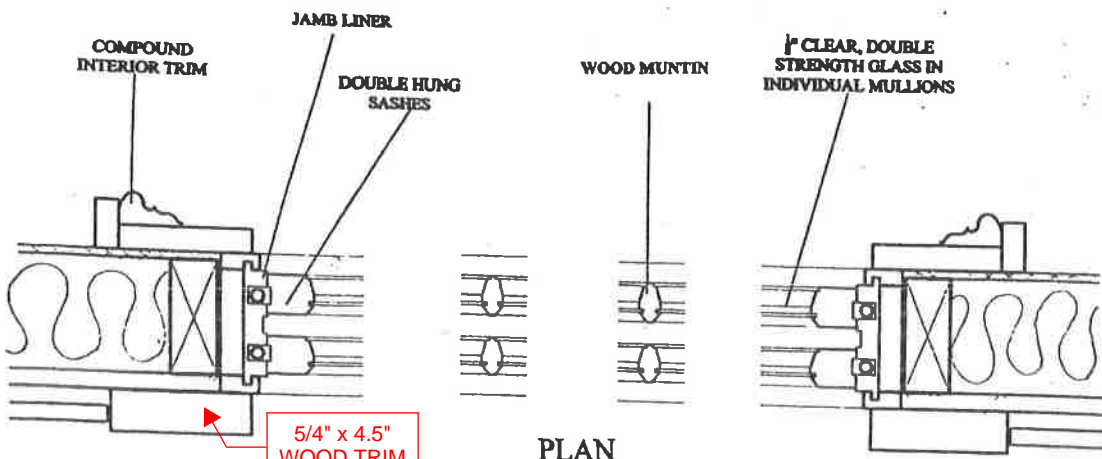 JAMB LINER
COMPOUND
INTERIOR TRIM
DOUBLE HUNG
SASHES
WOOD MUNTIN
CLEAR, DOUBLE
STRENGTH GLASS IN
INDIVIDUAL MULLIONS
5/4" x 4.5"
WOOD TRIM
PLAN